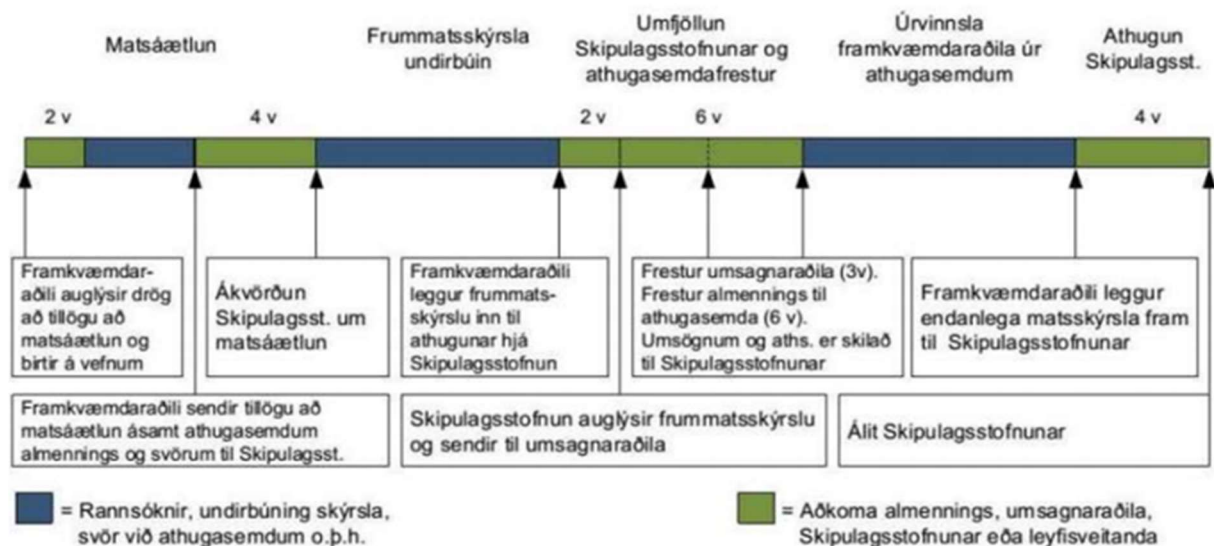 Matsáætlun
Frummatsskýrsla
undirbúin
Umfjöllun
Skipulagsstofnunar og
athugasemdafrestur
Úrvinnsla
framkvæmdaraðila úr
athugasemdum
Athugun
Skipulagsst.
2 v
4 v
2 v
6 v
4 v
Framkvæmdar-
aðili auglýsir drög
að tillögu að
matsáætlun og
birtir á vefnum
Ákvörðun
Skipulagsst. um
matsáætlun
Framkvæmdaraðili
leggur frummats-
skýrslu inn til
athugunar hjá
Skipulagsstofnun
Frestur umsagnaraðila (3v).
Frestur almennings til
athugasemda (6 v).
Umsögnum og aths. er skilað
til Skipulagsstofnunar
Framkvæmdaraðili leggur
endanlega matsskýrsla fram
til Skipulagsstofnunar
Framkvæmdaraðili sendir tillögu að
matsáætlun ásamt athugasemdum
almennings og svörum til Skipulagsst.
Skipulagsstofnun auglýsir frummatsskýrslu
og sendir til umsagnaraðila
Álit Skipulagsstofnunar
= Rannsóknir, undirbúning skýrsla,
svör við athugasemdum o.þ.h.
= Aðkoma almennings, umsagnaraðila,
Skipulagsstofnunar eða leyfisveitanda